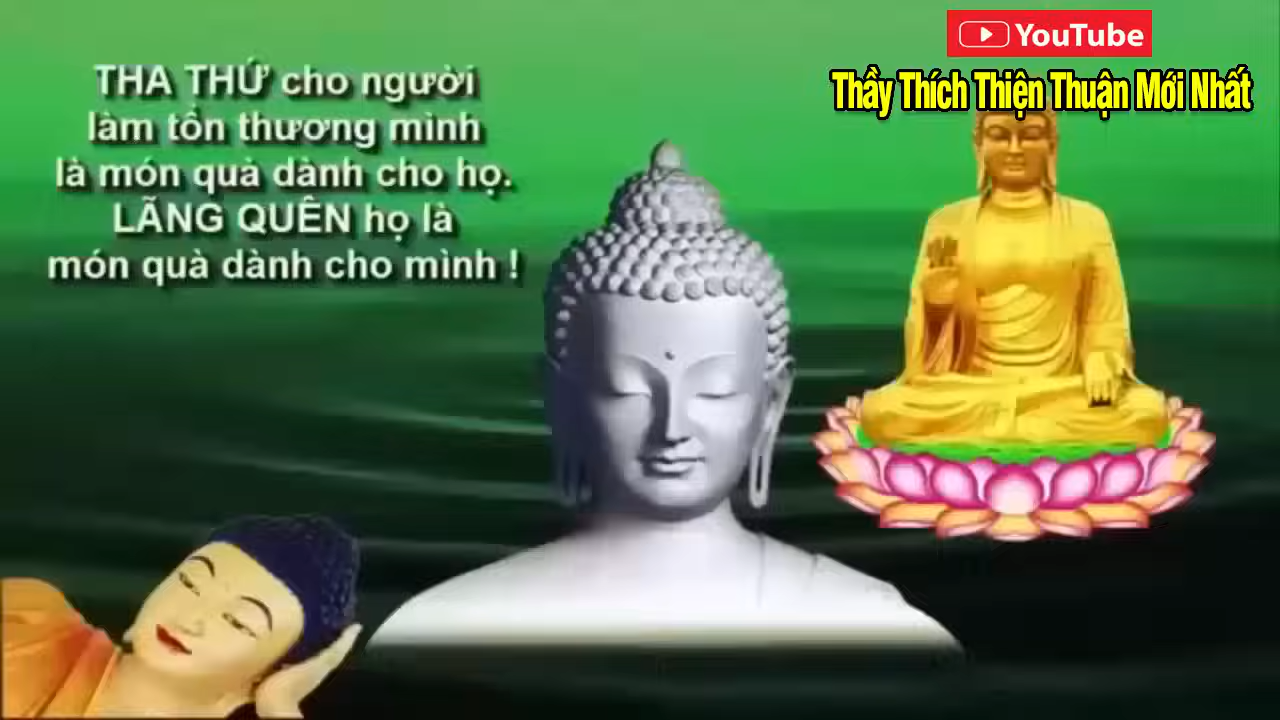 THA THỨ cho người
làm tổn thương mình
là món quà dành cho họ.
LÃNG QUÊN họ là
món quà dành cho mình !
YouTube
Thầy Thích Thiện Thuận Mới Nhất